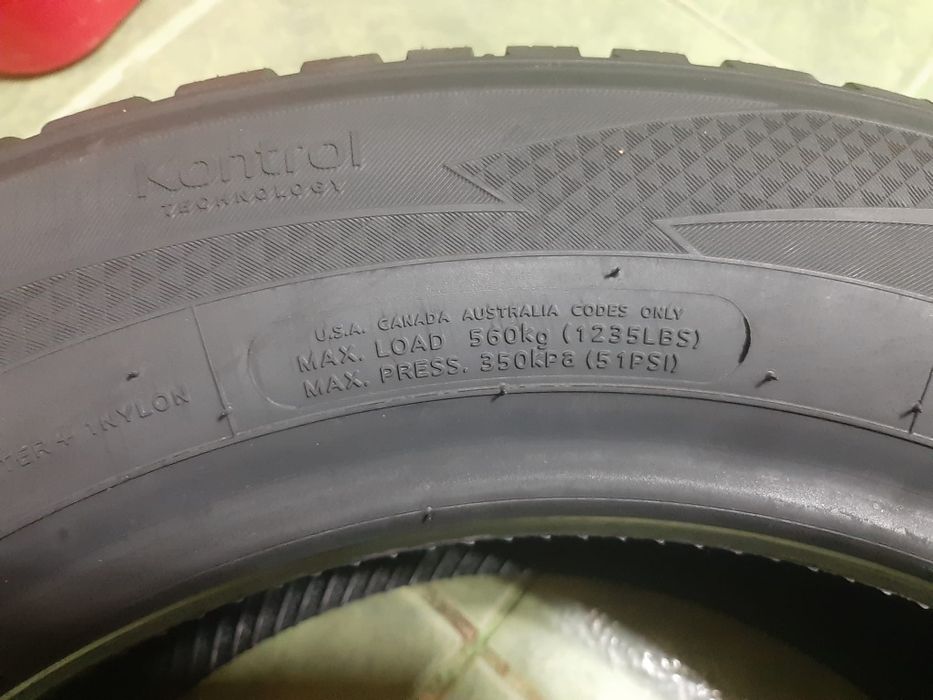 Kontrol
TECHNOLOGY
U.S.A. CANADA AUSTRALIA CODES ONLY
MAX. LOAD 560kg (1235LBS)
MAX. PRESS. 350kPa (51PSI)
TER + 1NYLON